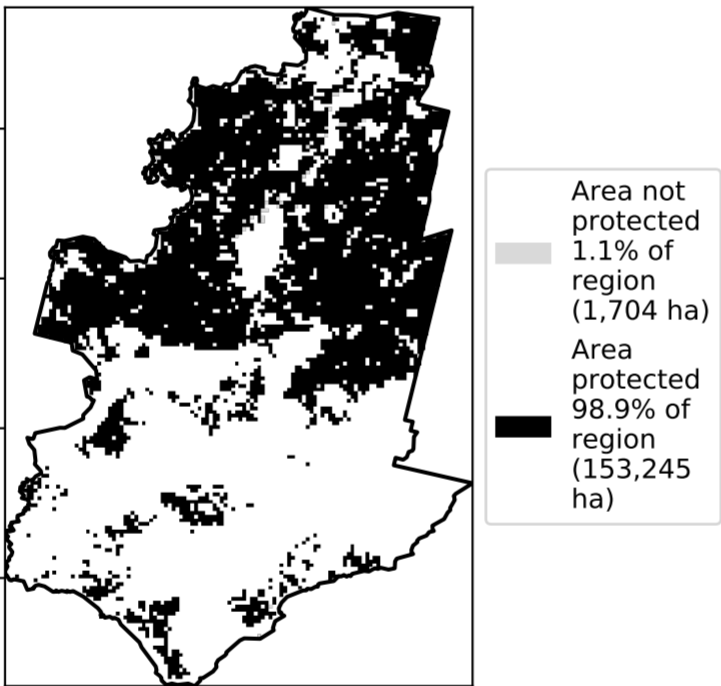 Area not
protected
1.1% of
region
(1,704 ha)
Area
protected
98.9% of
region
(153,245
ha)